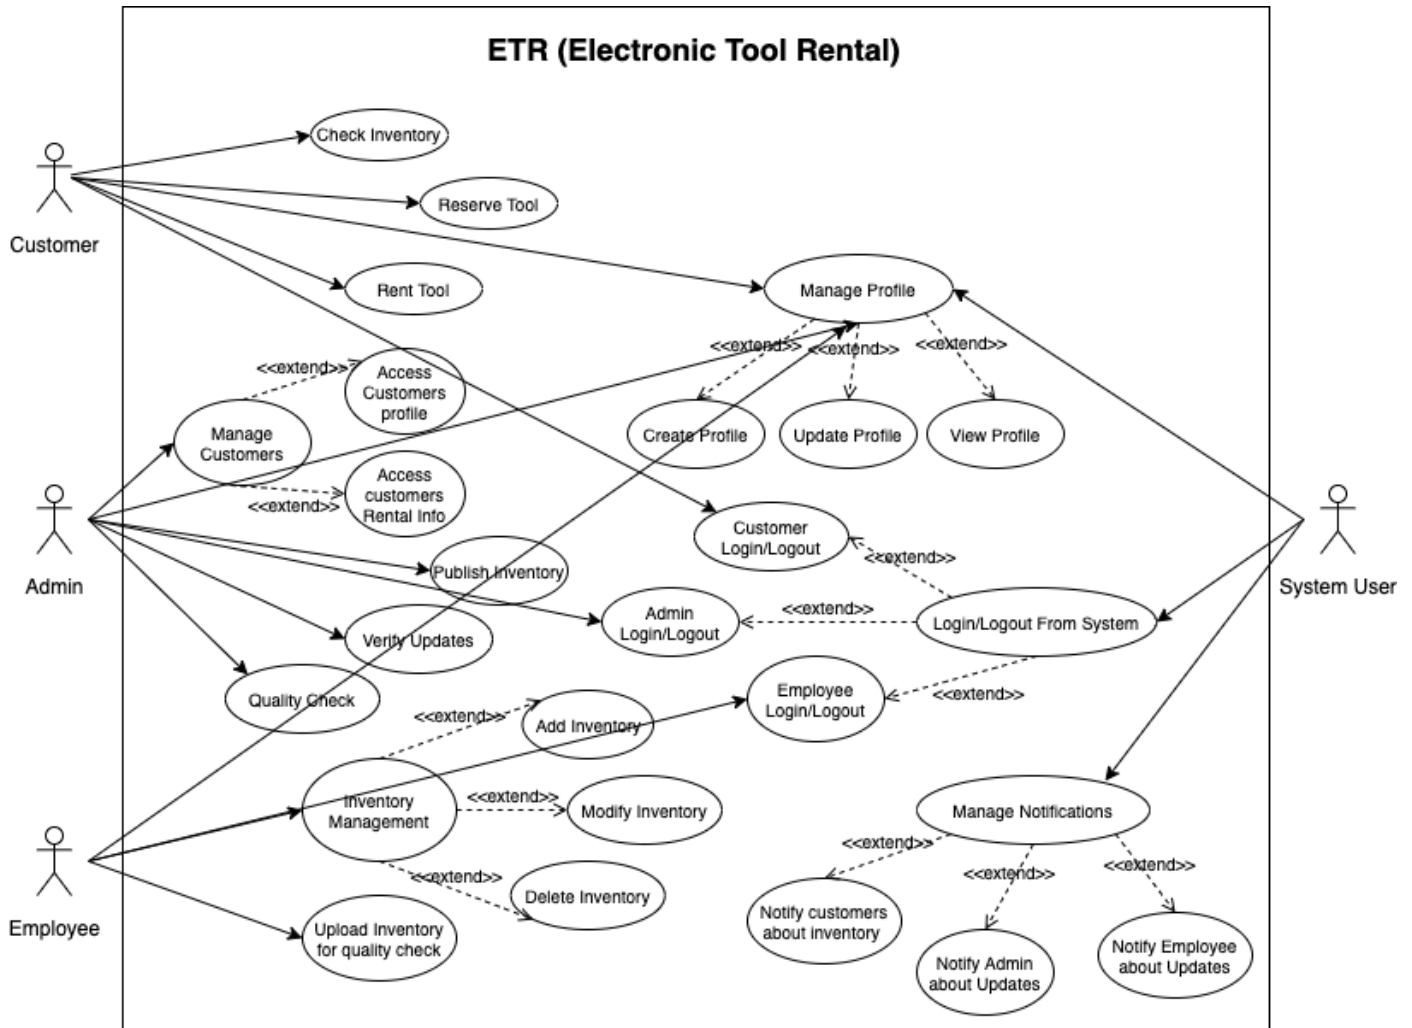 ETR (Electronic Tool Rental)
Check Inventory
Reserve Tool
Customer
Rent Tool
Manage Profile
<<extend>>
<<extend>>
<<extend>>
<<extend>>
Access
Customers
profile
Manage
Customers
Create Profile
Update Profile
View Profile
<<extend>>
Access
customers
Rental Info
Customer
Login/Logout
<<extend>>
Admin
Publish Inventory
System User
Admin
Login/Logout
<<extend>>
Login/Logout From System
Verify Updates
Quality Check
Employee
Login/Logout
<<extend>>
<<extend>>
Add Inventory
Inventory
Management
<<extend>>
Modify Inventory
Manage Notifications
<<extend>>
<<extend>>
<<extend>>
<<extend>>
Delete Inventory
Employee
Upload Inventory
for quality check
Notify customers
about inventory
Notify Admin
about Updates
Notify Employee
about Updates